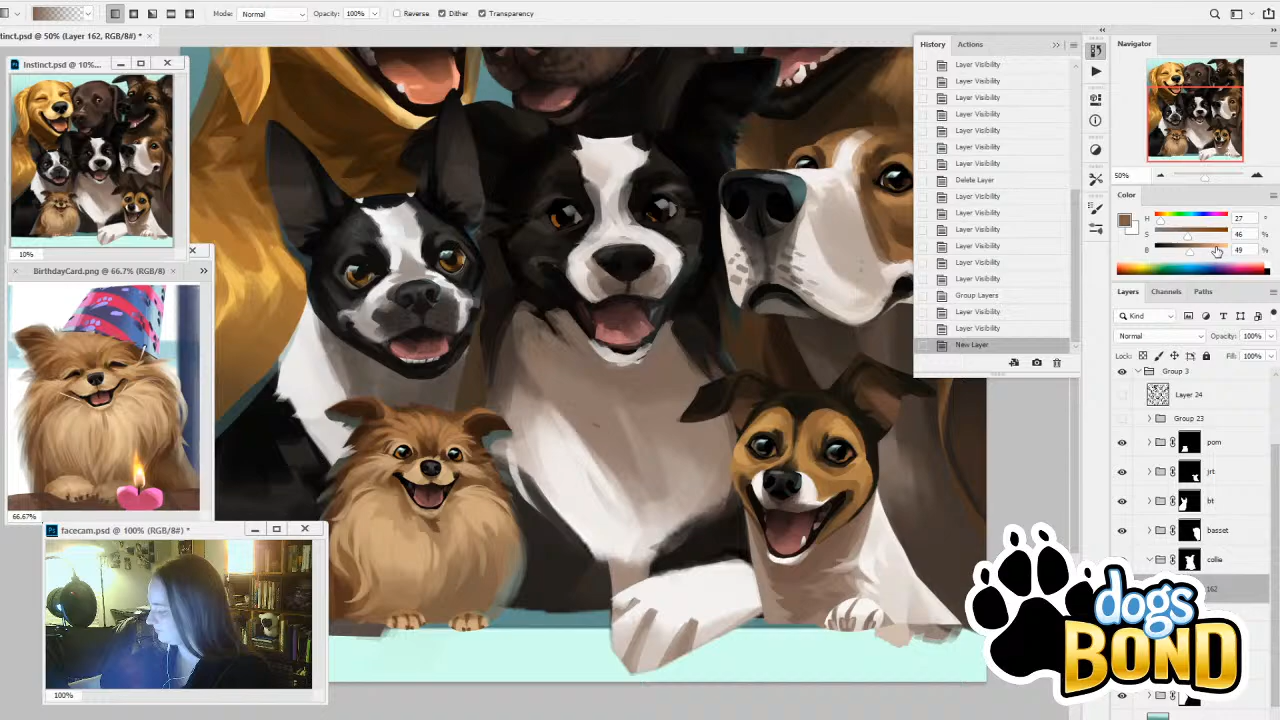 Mode: Normal Opacity: 100% Reverse Dither Transparency
tinct.psd @ 50% (Layer 162, RGB/8#) *
Instinct.psd @ 10%...
10%
BirthdayCard.png @ 66.7% (RGB/8)
66.67%
facecam.psd @ 100% (RGB/8#) *
100%
History Actions
Layer Visibility
Layer Visibility
Layer Visibility
Layer Visibility
Layer Visibility
Layer Visibility
Layer Visibility
Delete Layer
Layer Visibility
Layer Visibility
Layer Visibility
Layer Visibility
Layer Visibility
Layer Visibility
Group Layers
Layer Visibility
Layer Visibility
New Layer
Navigator
50%
Color
H 27 °
S 46 %
B 49 %
Layers Channels Paths
Kind
Normal Opacity: 100%
Lock: Fill: 100%
Group 3
Layer 24
Group 23
pom
jrt
bt
basset
collie
162
dogs
BOND